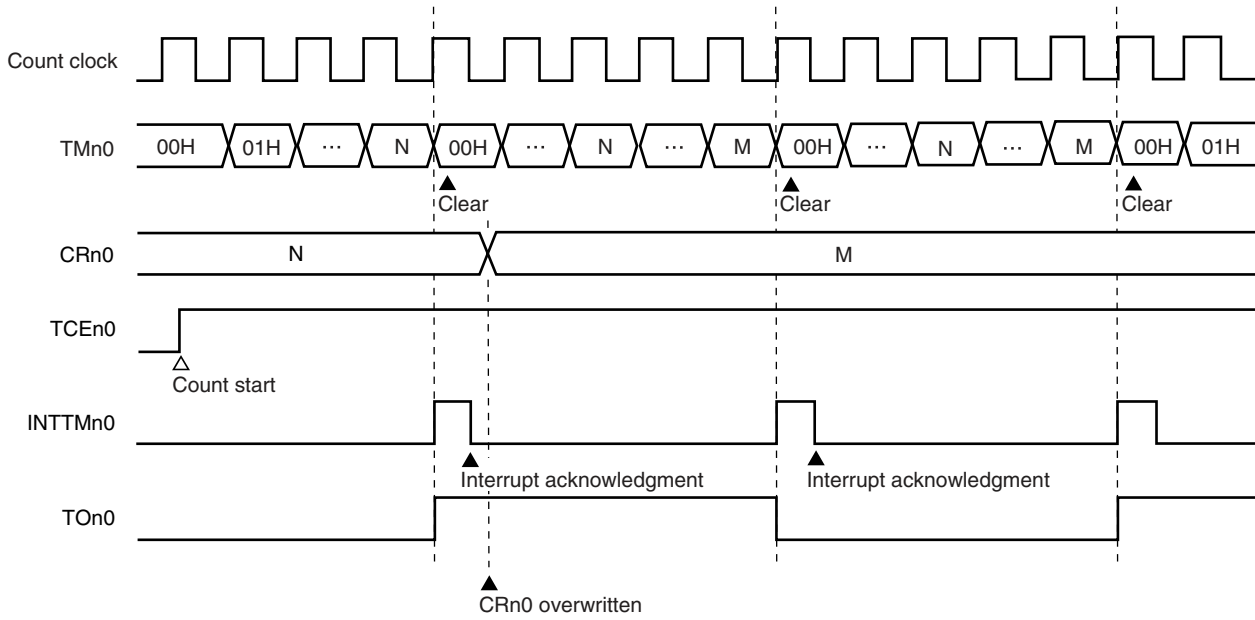 Count clock
TMn0 00H 01H ... N 00H ... N ... M 00H ... N ... M 00H 01H
Clear Clear Clear
CRn0 N M
TCEn0
Count start
INTTMn0
Interrupt acknowledgment Interrupt acknowledgment
TOn0
CRn0 overwritten